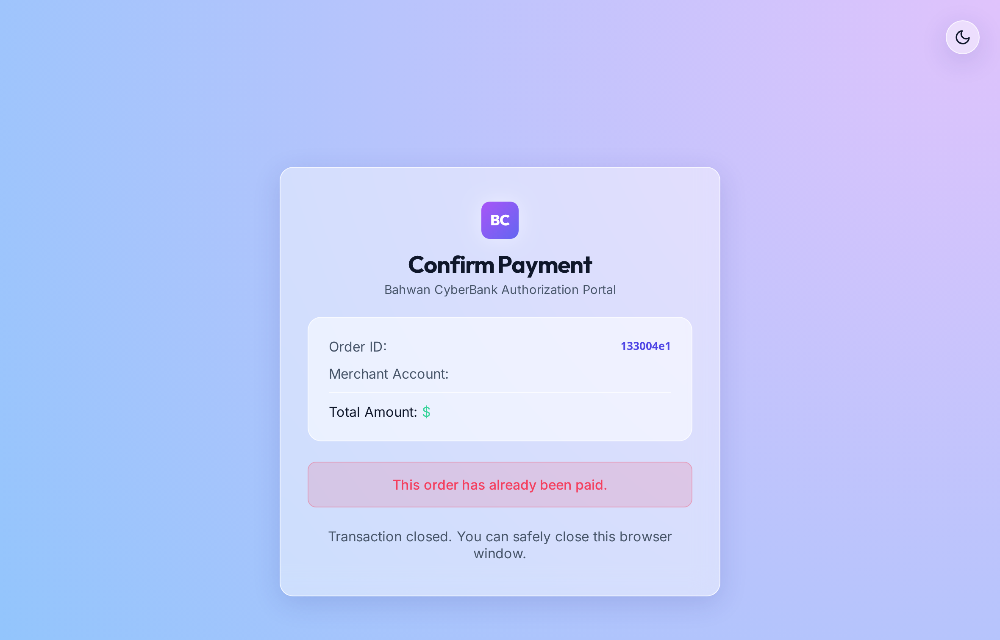 BC
Confirm Payment
Bahwan CyberBank Authorization Portal
Order ID: 133004e1
Merchant Account:
Total Amount: $
This order has already been paid.
Transaction closed. You can safely close this browser
window.